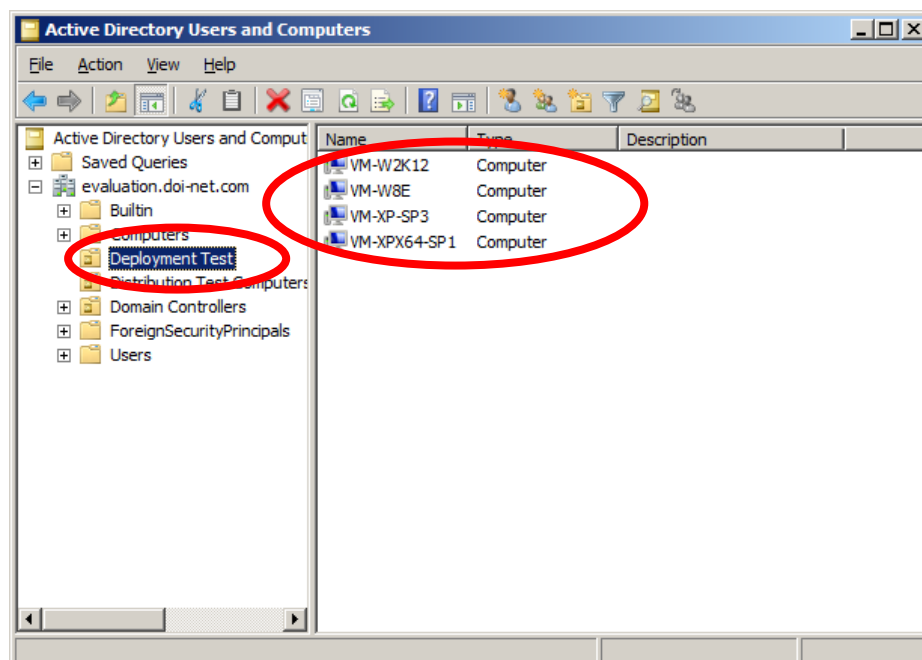 Active Directory Users and Computers
File Action View Help
Active Directory Users and Comput
Saved Queries
evaluation.doi-net.com
Builtin
Computers
Deployment Test
Distribution Test Computers
Domain Controllers
ForeignSecurityPrincipals
Users
Name Type Description
VM-W2K12 Computer
VM-W8E Computer
VM-XP-SP3 Computer
VM-XPX64-SP1 Computer